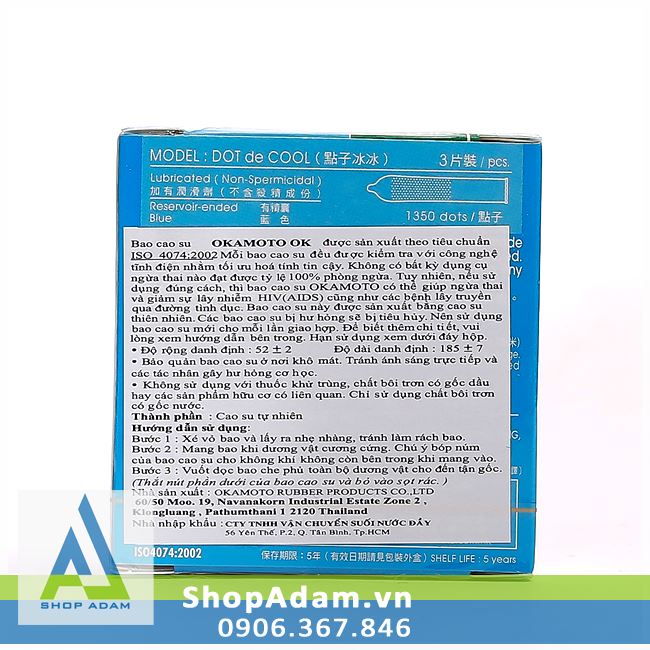 MODEL : DOT de COOL ( 點子冰冰 )
3 片裝 / pcs.
Lubricated ( Non-Spermicidal )
加有潤滑劑 ( 不含殺精成份 )
Reservoir-ended 有精囊
Blue 藍色
1350 dots / 點子
Bao cao su OKAMOTO OK được sản xuất theo tiêu chuẩn
ISO 4074:2002 Mỗi bao cao su đều được kiểm tra với công nghệ
tĩnh điện nhằm tối ưu hoá tính tin cậy. Không có bất kỳ dụng cụ
ngừa thai nào đạt được tỷ lệ 100% phòng ngừa. Tuy nhiên, nếu sử
dụng đúng cách, thì bao cao su OKAMOTO có thể giúp ngừa thai
và giảm sự lây nhiễm HIV(AIDS) cũng như các bệnh lây truyền
qua đường tình dục. Bao cao su này được sản xuất bằng cao su
thiên nhiên. Các bao cao su bị hư hỏng sẽ bị tiêu hủy. Nên sử dụng
bao cao su mới cho mỗi lần giao hợp. Để biết thêm chi tiết, vui
lòng xem hướng dẫn bên trong. Hạn sử dụng xem dưới đáy hộp.
• Độ rộng danh định : 52 ± 2 Độ dài danh định : 185 ± 7
• Bảo quản bao cao su ở nơi khô mát. Tránh ánh sáng trực tiếp và
các tác nhân gây hư hỏng cơ học.
• Không sử dụng với thuốc khử trùng, chất bôi trơn có gốc dầu
hay các sản phẩm hữu cơ có liên quan. Chỉ sử dụng chất bôi trơn
có gốc nước.
Thành phần : Cao su tự nhiên
Hướng dẫn sử dụng:
Bước 1 : Xé vỏ bao và lấy ra nhẹ nhàng, tránh làm rách bao.
Bước 2 : Mang bao khi dương vật cương cứng. Chú ý bóp núm
của bao sao cho không khí không còn bên trong khi mang vào.
Bước 3 : Vuốt dọc bao che phủ toàn bộ dương vật cho đến tận gốc.
(Thắt nút phần dưới của bao cao su và bỏ vào sọt rác. )
Nhà sản xuất : OKAMOTO RUBBER PRODUCTS CO.,LTD
60/50 Moo. 19, Navanakorn Industrial Estate Zone 2 ,
Klongluang , Pathumthani 1 2120 Thailand
Nhà nhập khẩu : CTY TNHH VẬN CHUYỂN SUỐI NƯỚC ĐẦY
56 Yên Thế, P.2, Q. Tân Bình, Tp.HCM
ISO4074:2002
保存期限 : 5年 ( 有效日期請見包裝外盒 ) SHELF LIFE : 5 years
SHOP ADAM
ShopAdam.vn
0906.367.846